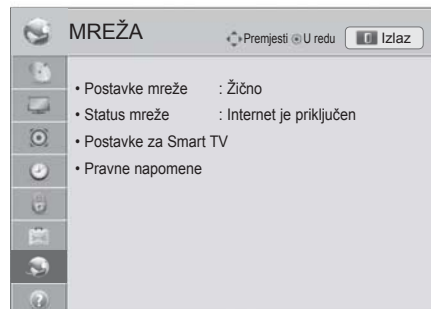 MREŽA
Premjesti U redu Izlaz
• Postavke mreže : Žično
• Status mreže : Internet je priključen
• Postavke za Smart TV
• Pravne napomene